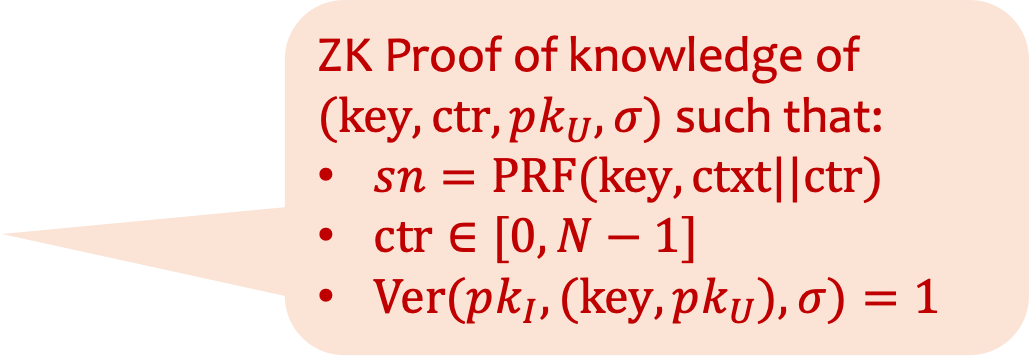 ZK Proof of knowledge of
(key, ctr, pk_U, σ) such that:
• sn = PRF(key, ctxt||ctr)
• ctr ∈ [0, N − 1]
• Ver(pk_I, (key, pk_U), σ) = 1